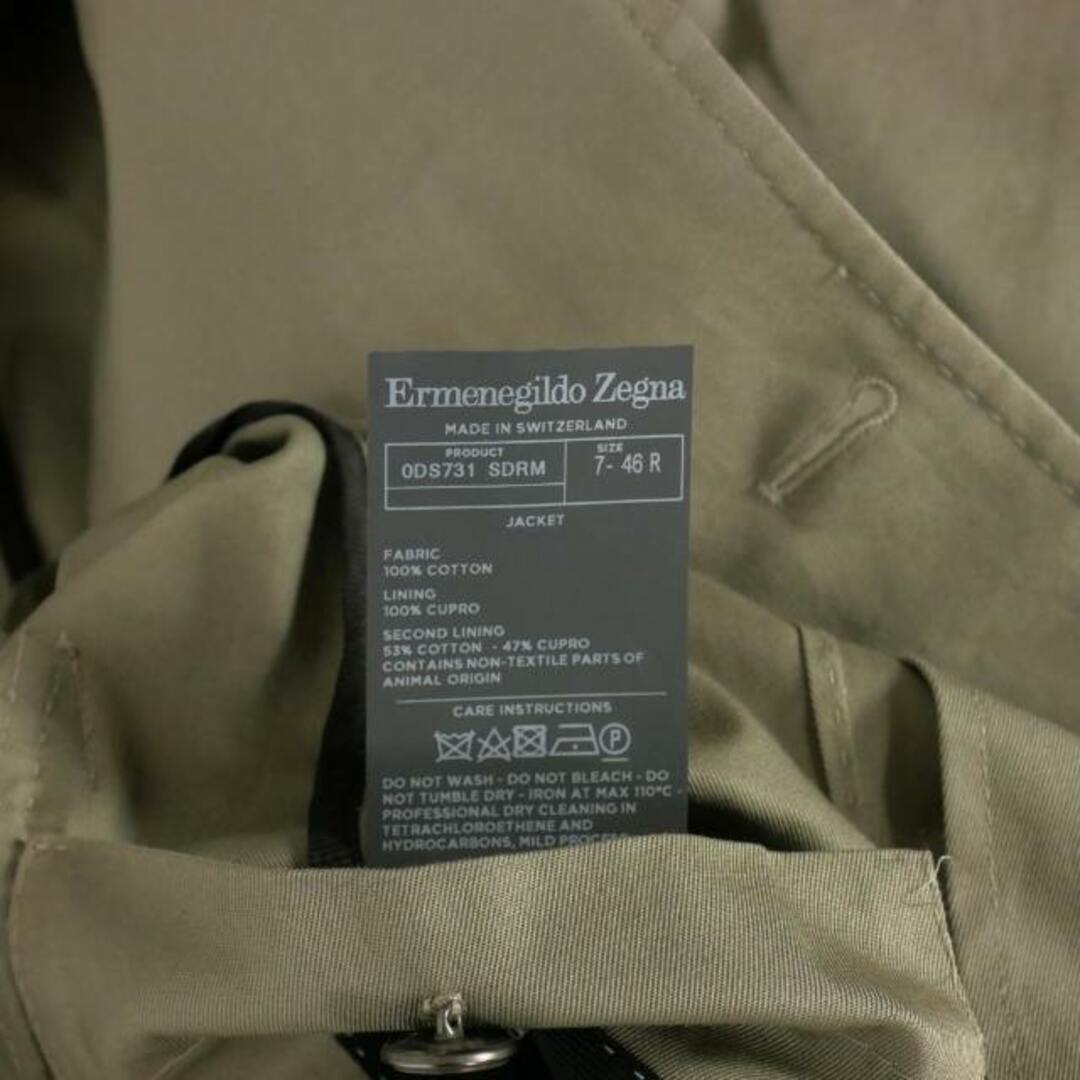 Ermenegildo Zegna
MADE IN SWITZERLAND
PRODUCT
0DS731 SDRM
SIZE
7- 46 R
JACKET
FABRIC
100% COTTON
LINING
100% CUPRO
SECOND LINING
53% COTTON - 47% CUPRO
CONTAINS NON-TEXTILE PARTS OF
ANIMAL ORIGIN
CARE INSTRUCTIONS
P
DO NOT WASH - DO NOT BLEACH - DO
NOT TUMBLE DRY - IRON AT MAX 110°C -
PROFESSIONAL DRY CLEANING IN
TETRACHLOROETHENE AND
HYDROCARBONS, MILD